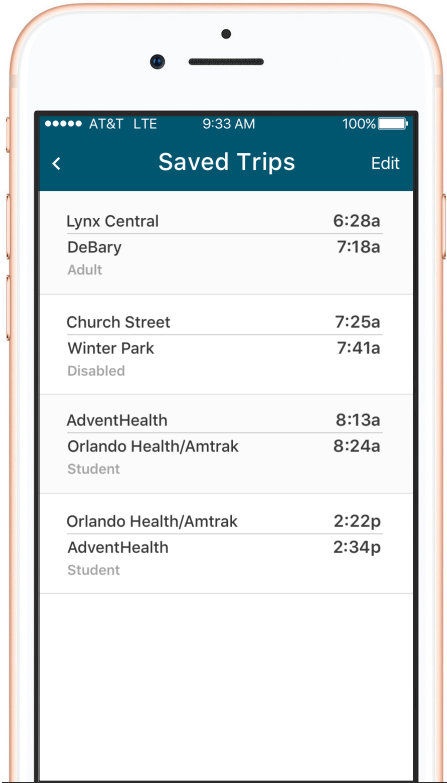 AT&T LTE 9:33 AM 100%
Saved Trips Edit
Lynx Central 6:28a
DeBary 7:18a
Adult
Church Street 7:25a
Winter Park 7:41a
Disabled
AdventHealth 8:13a
Orlando Health/Amtrak 8:24a
Student
Orlando Health/Amtrak 2:22p
AdventHealth 2:34p
Student